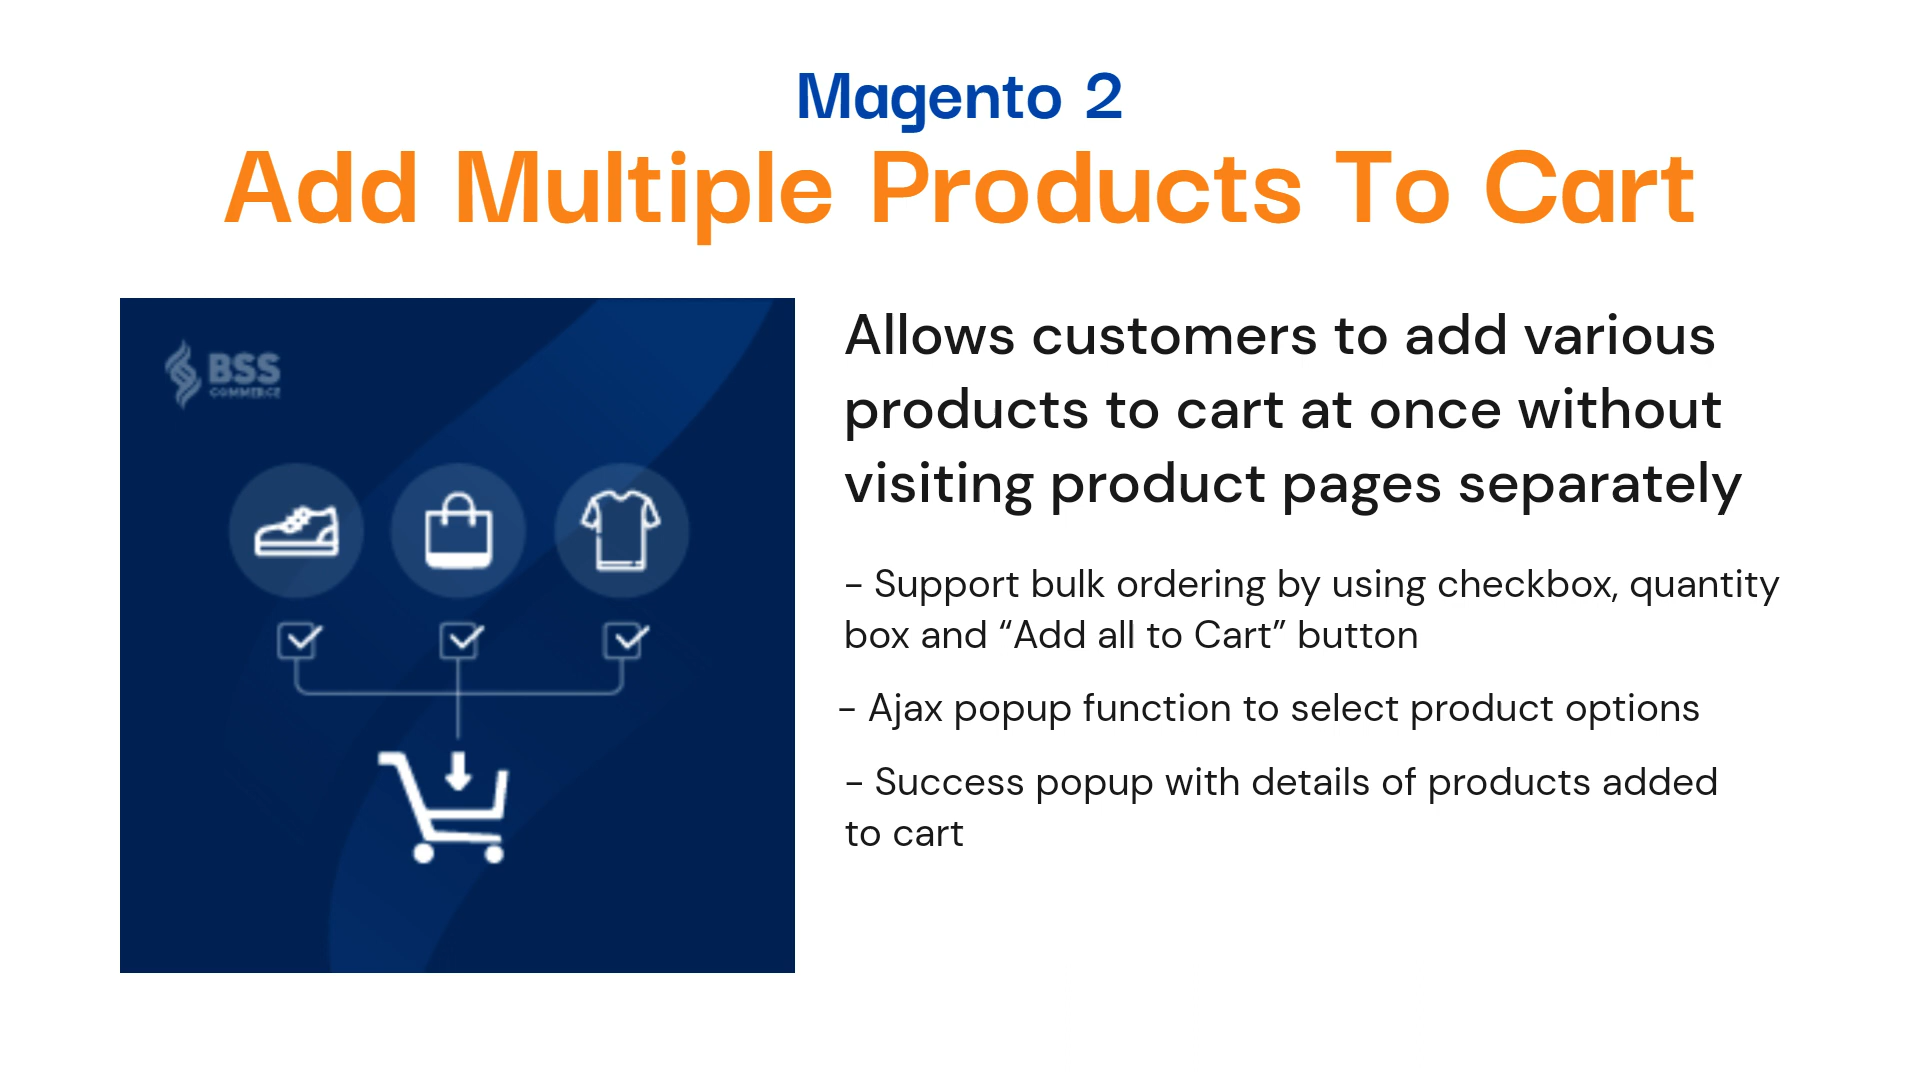 Magento 2
Add Multiple Products To Cart
BSS
COMMERCE
Allows customers to add various
products to cart at once without
visiting product pages separately
- Support bulk ordering by using checkbox, quantity
box and “Add all to Cart” button
- Ajax popup function to select product options
- Success popup with details of products added
to cart